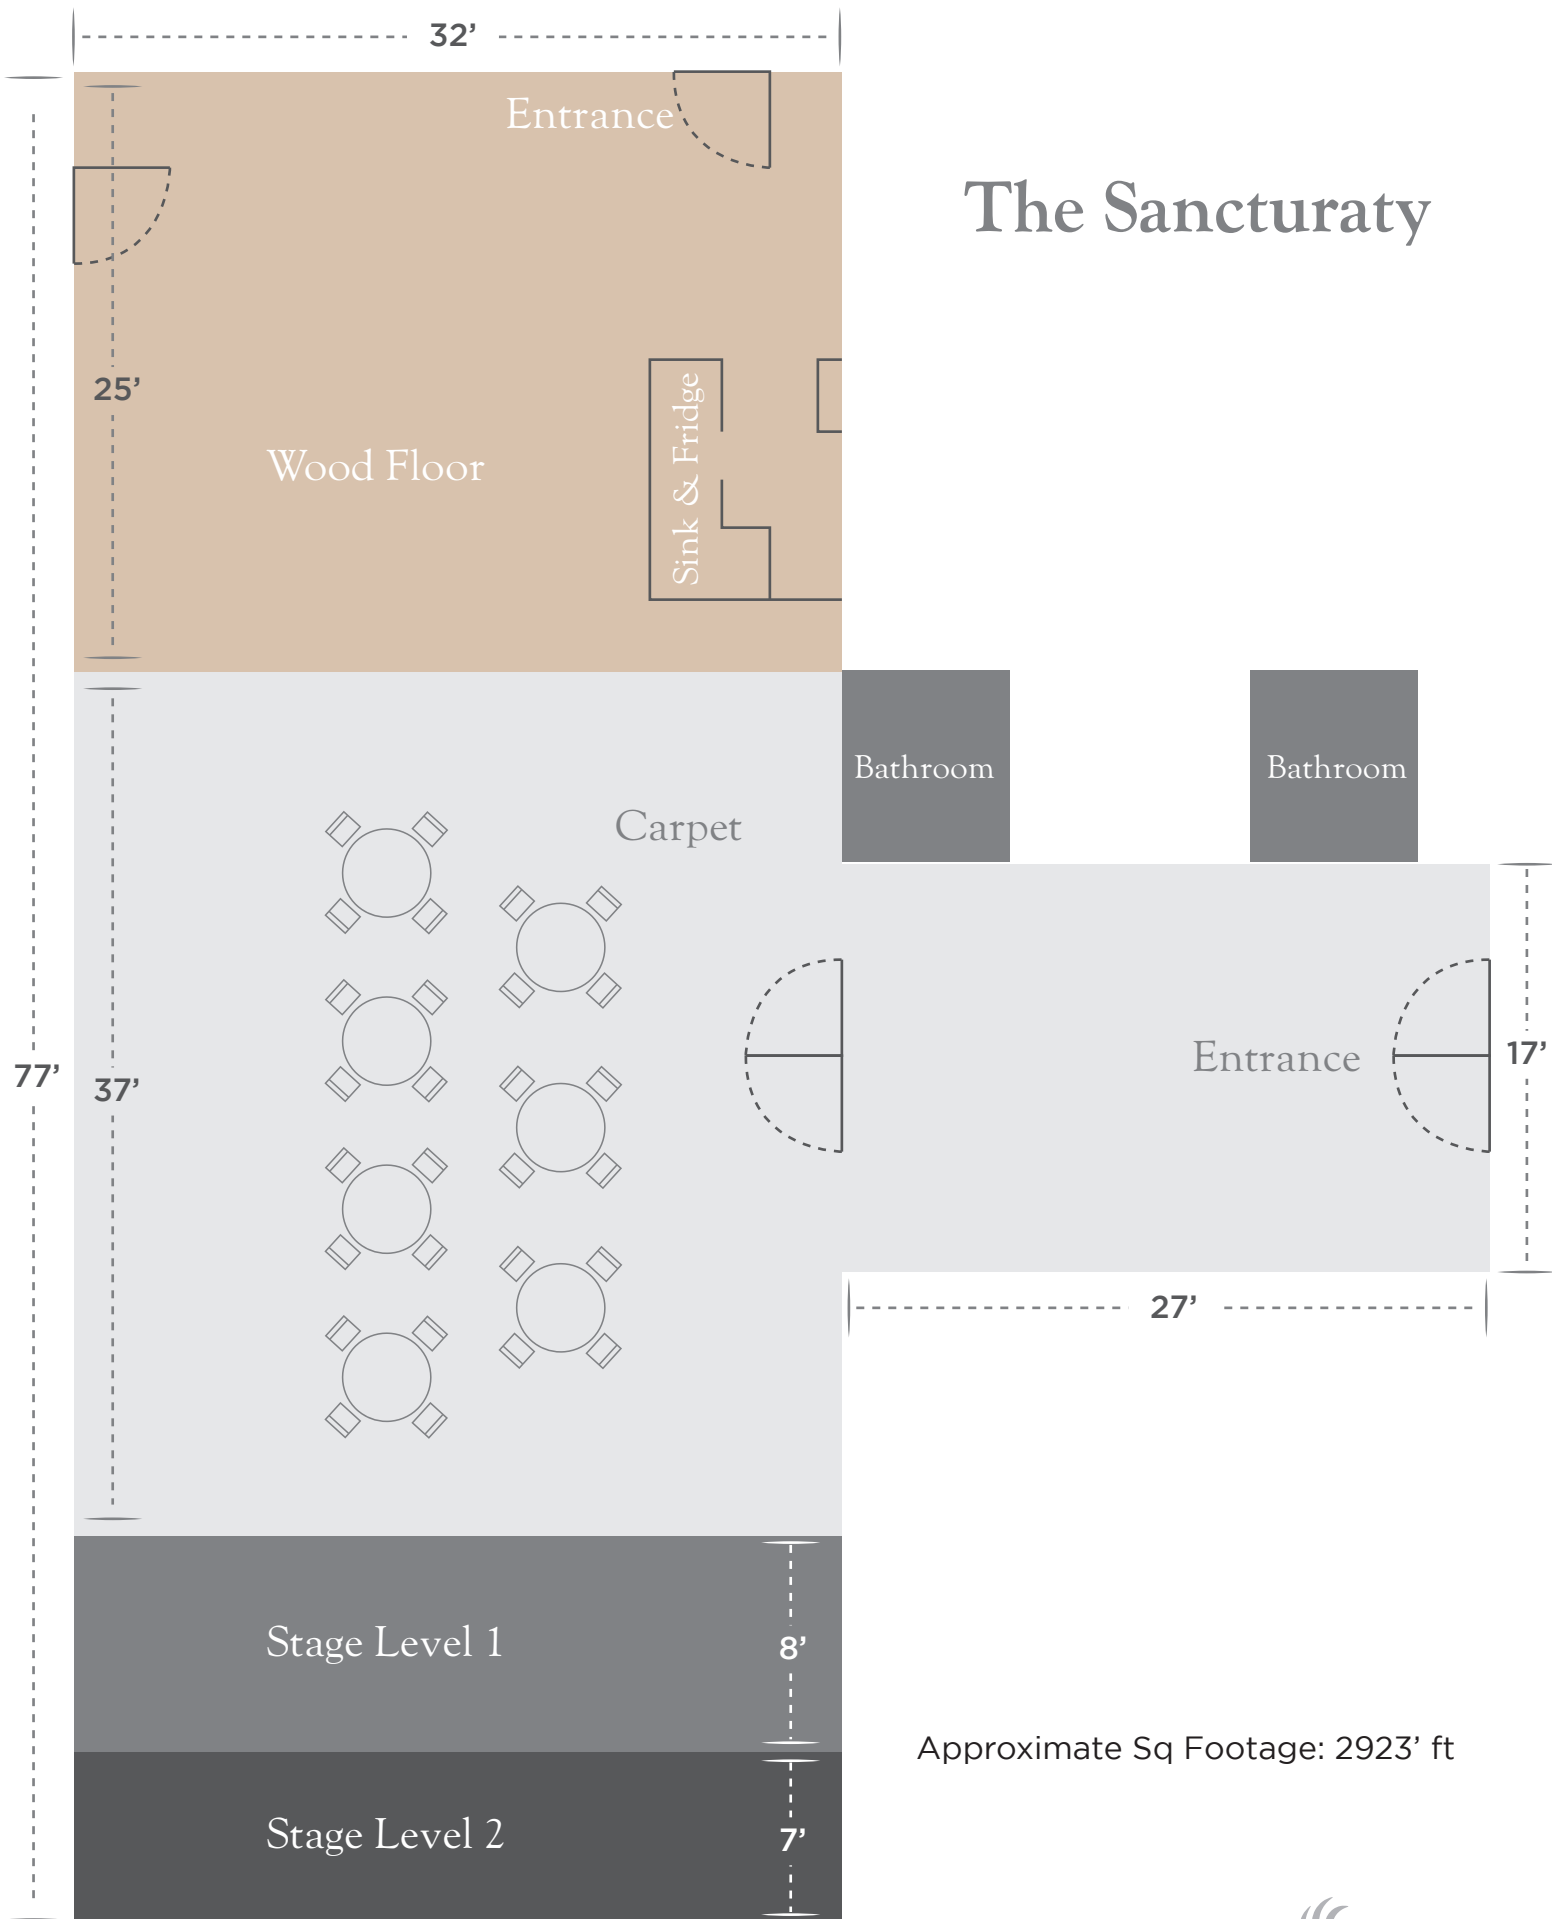 32’
Entrance
The Sancturaty
25’
Wood Floor
Sink & Fridge
Bathroom
Bathroom
Carpet
77’
37’
Entrance
17’
27’
Stage Level 1
8’
Approximate Sq Footage: 2923’ ft
Stage Level 2
7’